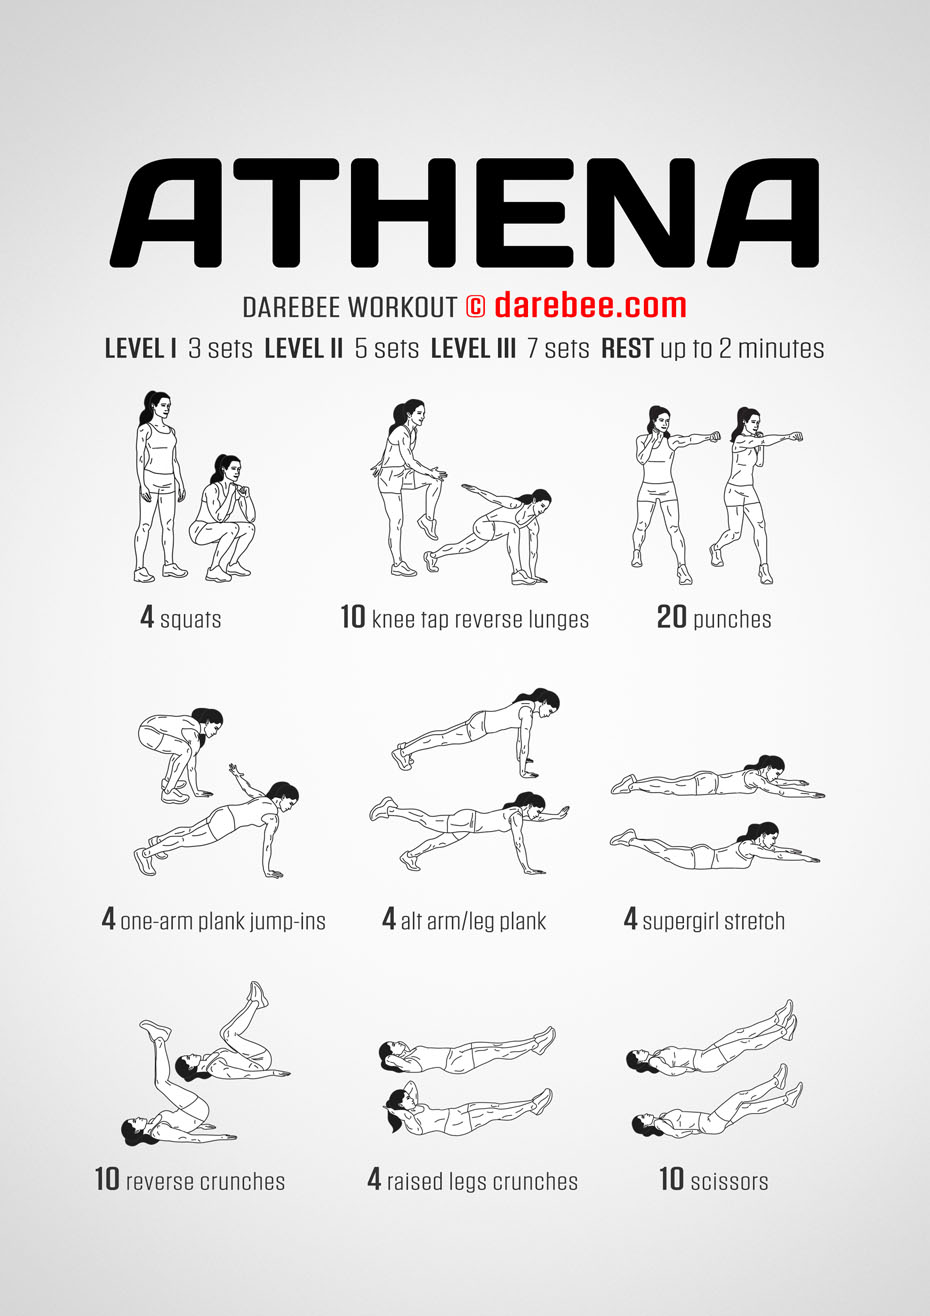 ATHENA
DAREBEE WORKOUT © darebee.com
LEVEL I 3 sets LEVEL II 5 sets LEVEL III 7 sets REST up to 2 minutes
4 squats
10 knee tap reverse lunges
20 punches
4 one-arm plank jump-ins
4 alt arm/leg plank
4 supergirl stretch
10 reverse crunches
4 raised legs crunches
10 scissors